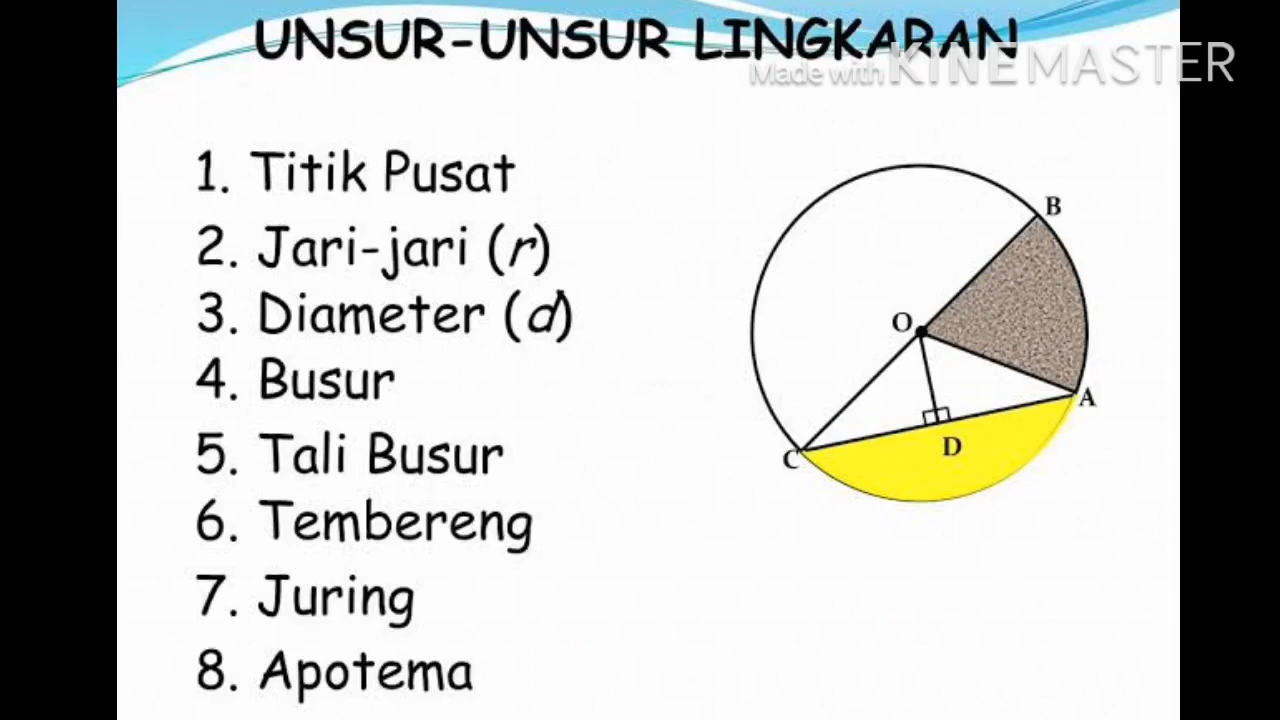 UNSUR-UNSUR LINGKARAN
Made with KINEMASTER
1. Titik Pusat
2. Jari-jari (r)
3. Diameter (d)
4. Busur
5. Tali Busur
6. Tembereng
7. Juring
8. Apotema
B
O
A
D
C